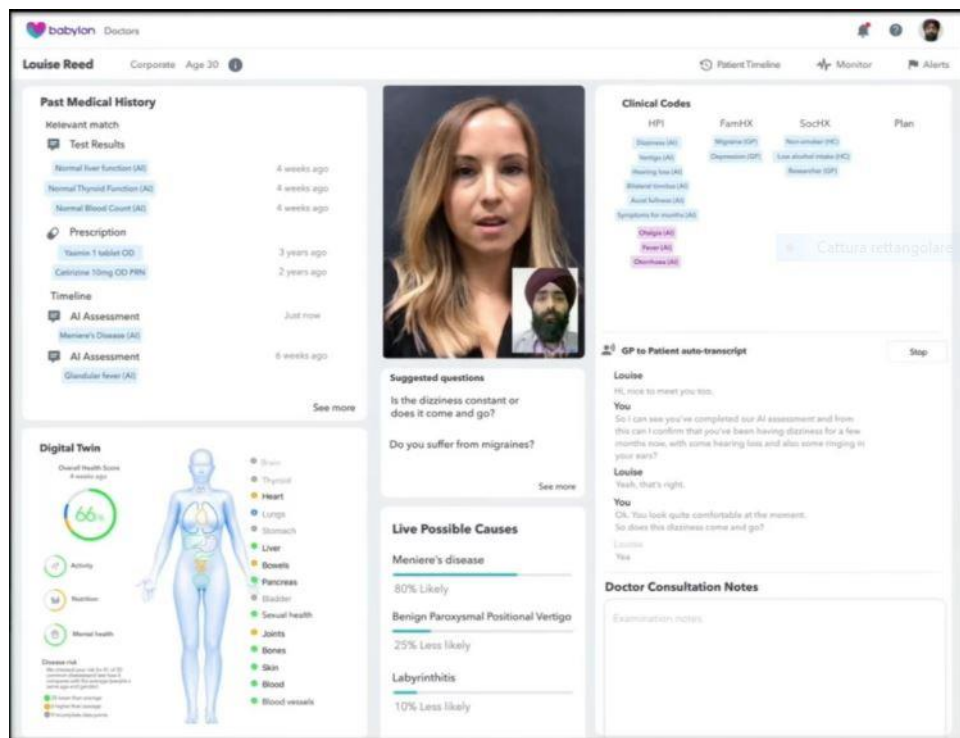 babylon Doctors
Louise Reed Corporate Age 30
Patient Timeline Monitor Alerts
Past Medical History
Relevant match
Test Results
Normal liver function (AI) 4 weeks ago
Normal Thyroid Function (AI) 4 weeks ago
Normal Blood Count (AI) 4 weeks ago
Prescription
Yasmin 1 tablet OD 3 years ago
Cetirizine 10mg OD PRN 2 years ago
Timeline
AI Assessment Just now
Meniere's Disease (AI)
AI Assessment 6 weeks ago
Glandular fever (AI)
See more
Digital Twin
Overall Health Score
4 weeks ago
66%
Activity
Nutrition
Mental health
Disease risk
Brain
Thyroid
Heart
Lungs
Stomach
Liver
Bowels
Pancreas
Bladder
Sexual health
Joints
Bones
Skin
Blood
Blood vessels
Suggested questions
Is the dizziness constant or
does it come and go?
Do you suffer from migraines?
See more
Live Possible Causes
Meniere's disease
80% Likely
Benign Paroxysmal Positional Vertigo
25% Less likely
Labyrinthitis
10% Less likely
Clinical Codes
HPI FamHX SocHX Plan
Dizziness (AI) Migraine (GP) Non-smoker (HC)
Vertigo (AI) Depression (GP) Low alcohol intake (HC)
Hearing loss (AI) Researcher (GP)
Bilateral tinnitus (AI)
Aural fullness (AI)
Symptoms for months (AI)
Otalgia (AI)
Fever (AI)
Otorrhoea (AI)
Cattura rettangolare
GP to Patient auto-transcript Stop
Louise
Hi, nice to meet you too.
You
So I can see you've completed our AI assessment and from
this can I confirm that you've been having dizziness for a few
months now, with some hearing loss and also some ringing in
your ears?
Louise
Yeah, that's right.
You
Ok. You look quite comfortable at the moment.
So does this dizziness come and go?
Louise
Yes
Doctor Consultation Notes
Examination notes